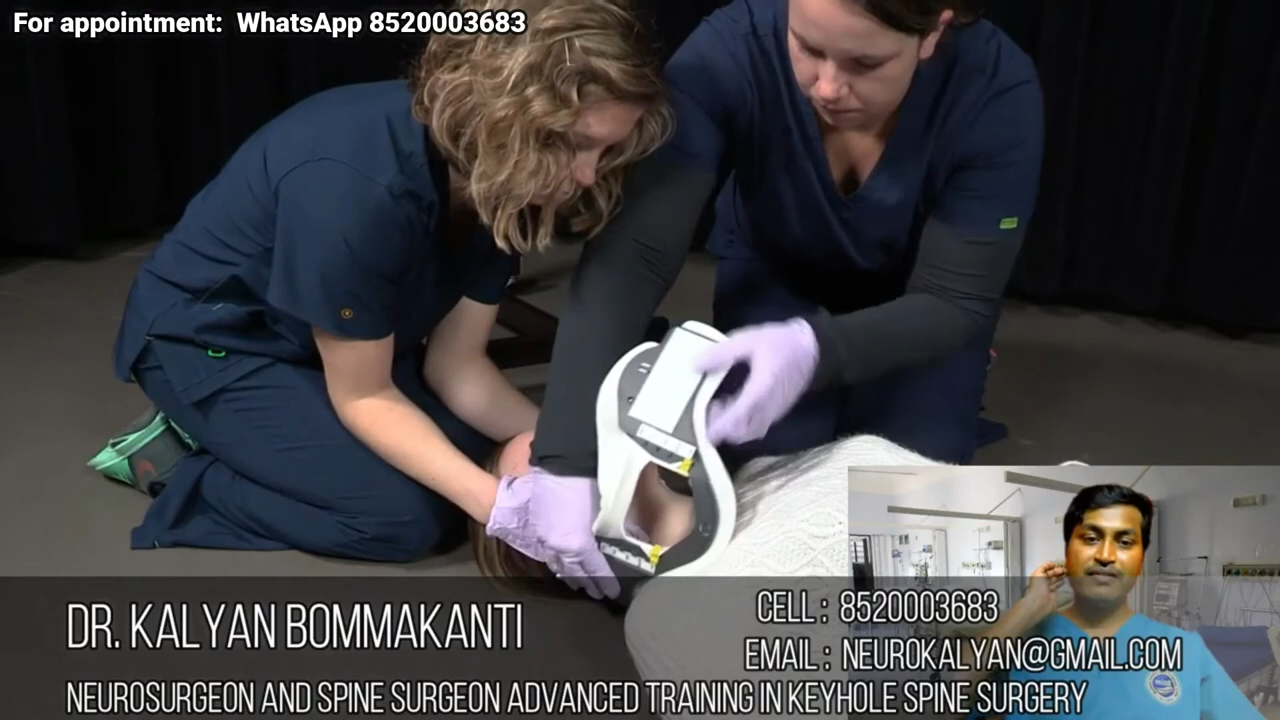 For appointment:  WhatsApp 8520003683
DR. KALYAN BOMMAKANTI
CELL : 8520003683
EMAIL : NEUROKALYAN@GMAIL.COM
NEUROSURGEON AND SPINE SURGEON ADVANCED TRAINING IN KEYHOLE SPINE SURGERY